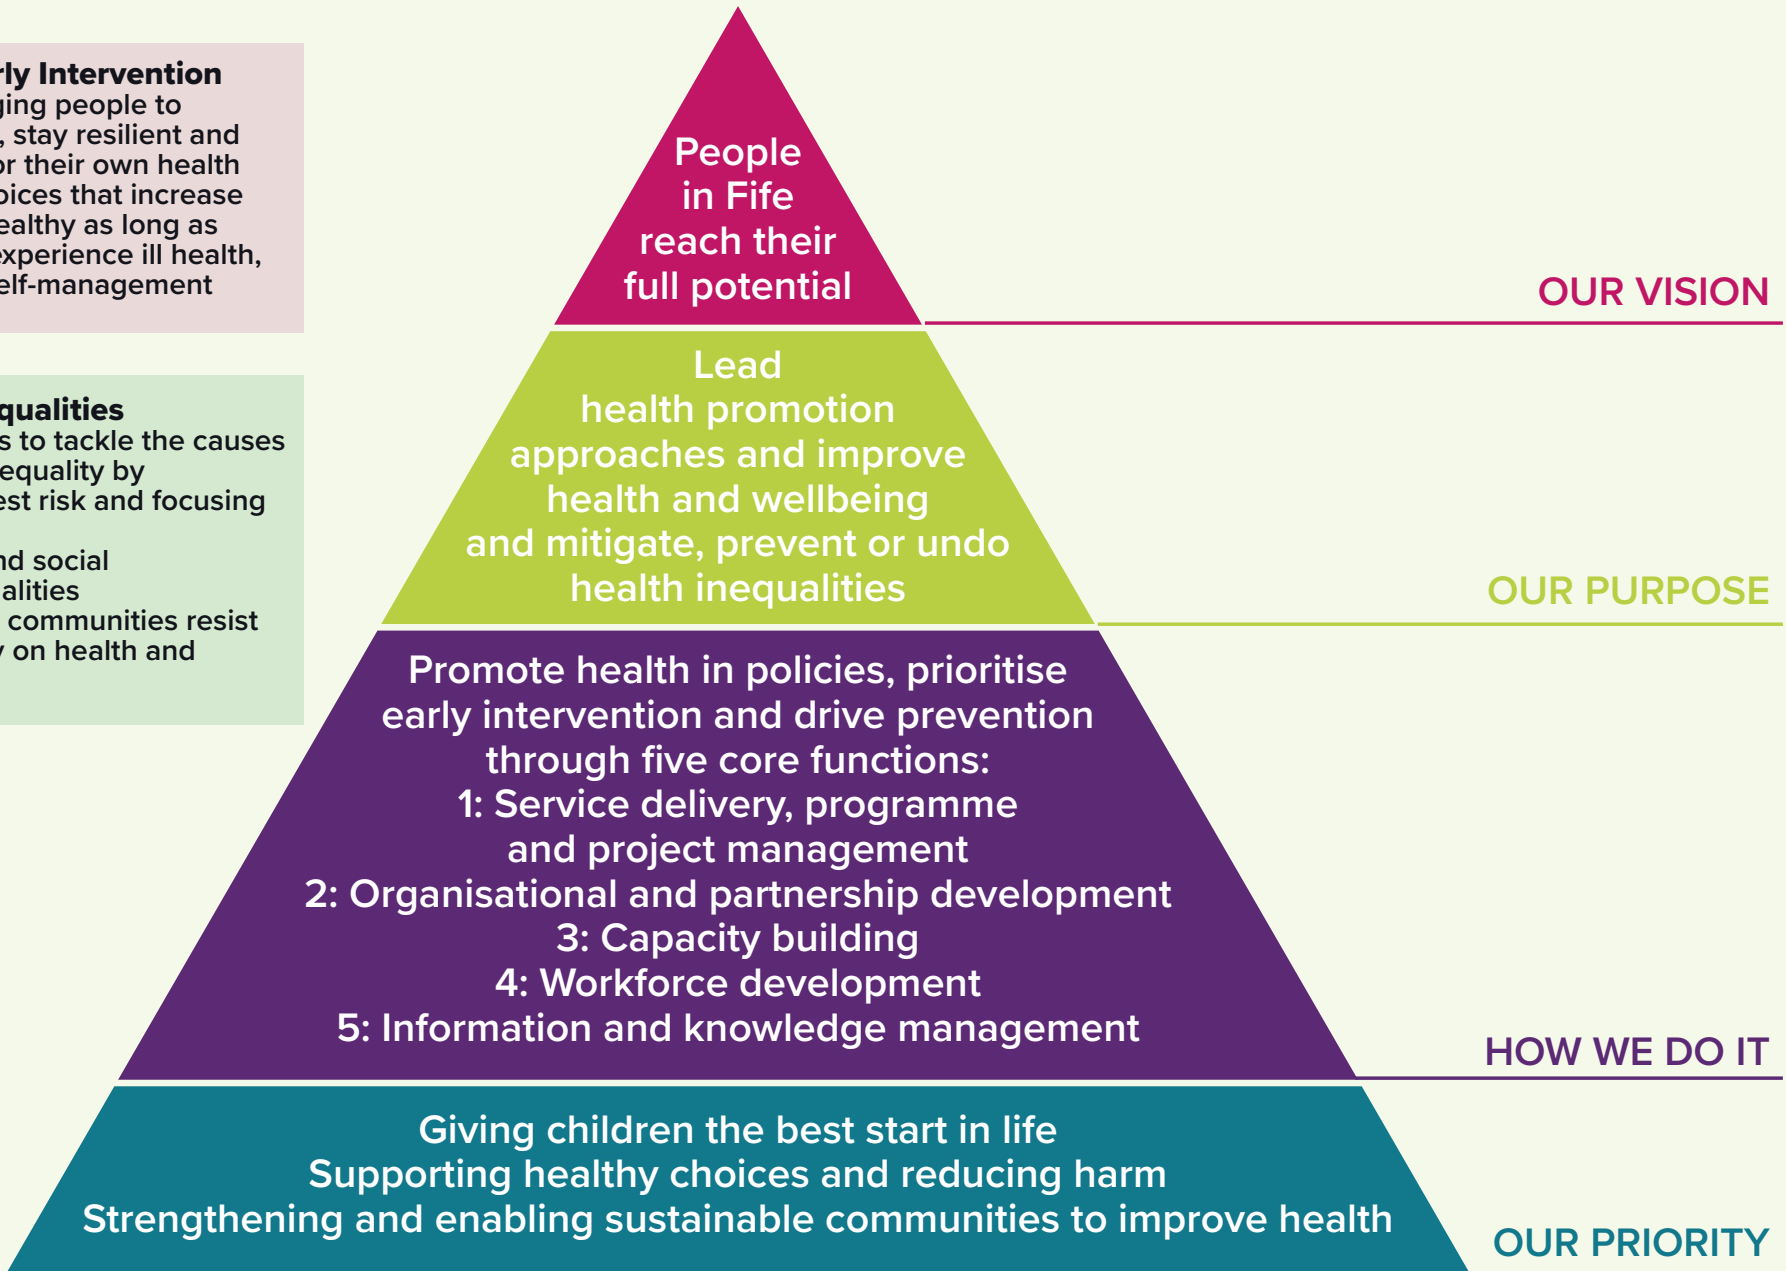 rly Intervention
ging people to
, stay resilient and
or their own health
oices that increase
ealthy as long as
experience ill health,
elf-management
qualities
s to tackle the causes
equality by
est risk and focusing
nd social
alities
communities resist
y on health and
People
in Fife
reach their
full potential
OUR VISION
Lead
health promotion
approaches and improve
health and wellbeing
and mitigate, prevent or undo
health inequalities
OUR PURPOSE
Promote health in policies, prioritise
early intervention and drive prevention
through five core functions:
1: Service delivery, programme
and project management
2: Organisational and partnership development
3: Capacity building
4: Workforce development
5: Information and knowledge management
HOW WE DO IT
Giving children the best start in life
Supporting healthy choices and reducing harm
Strengthening and enabling sustainable communities to improve health
OUR PRIORITY